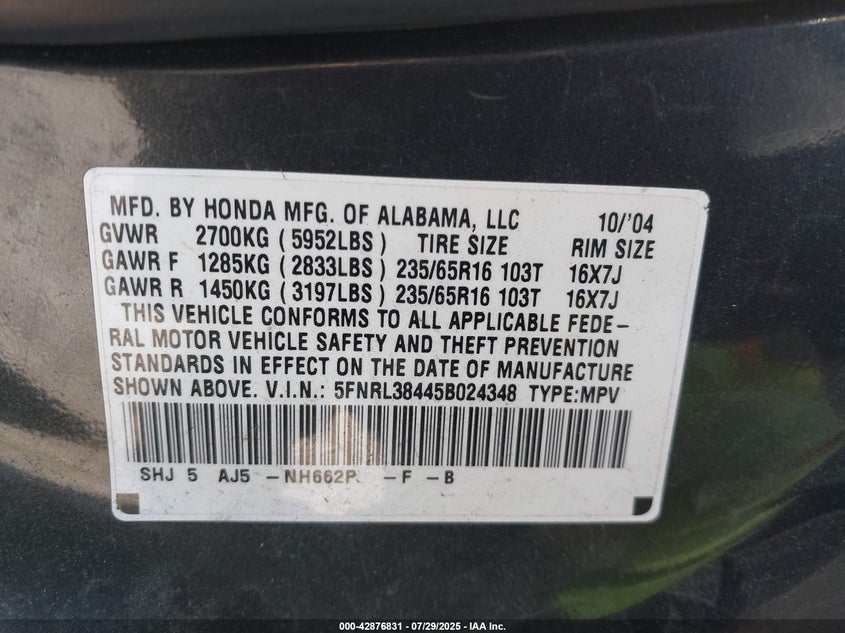 MFD. BY HONDA MFG. OF ALABAMA, LLC 10/'04
GVWR 2700KG (5952LBS) TIRE SIZE RIM SIZE
GAWR F 1285KG (2833LBS) 235/65R16 103T 16X7J
GAWR R 1450KG (3197LBS) 235/65R16 103T 16X7J
THIS VEHICLE CONFORMS TO ALL APPLICABLE FEDE-
RAL MOTOR VEHICLE SAFETY AND THEFT PREVENTION
STANDARDS IN EFFECT ON THE DATE OF MANUFACTURE
SHOWN ABOVE. V.I.N.: 5FNRL38445B024348 TYPE:MPV
SHJ 5 AJ5 -NH662P -F -B
000-42876831 - 07/29/2025 - IAA Inc.